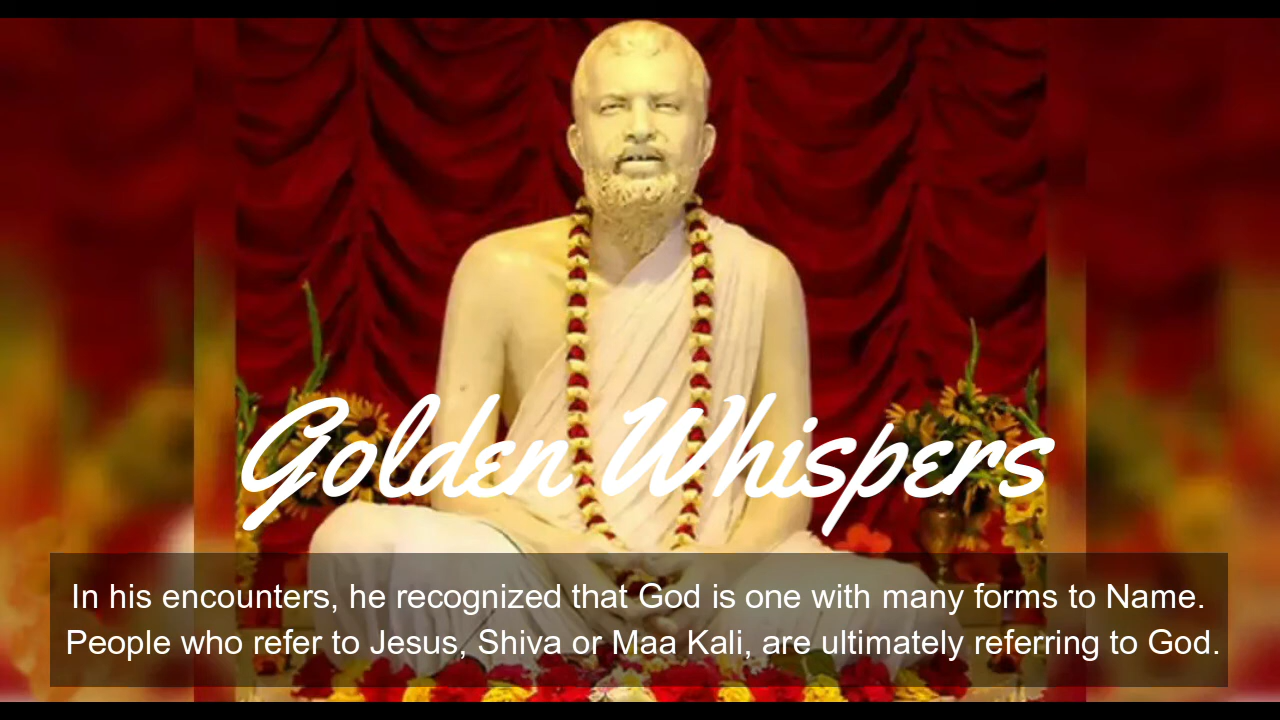 Golden Whispers
In his encounters, he recognized that God is one with many forms to Name.
People who refer to Jesus, Shiva or Maa Kali, are ultimately referring to God.